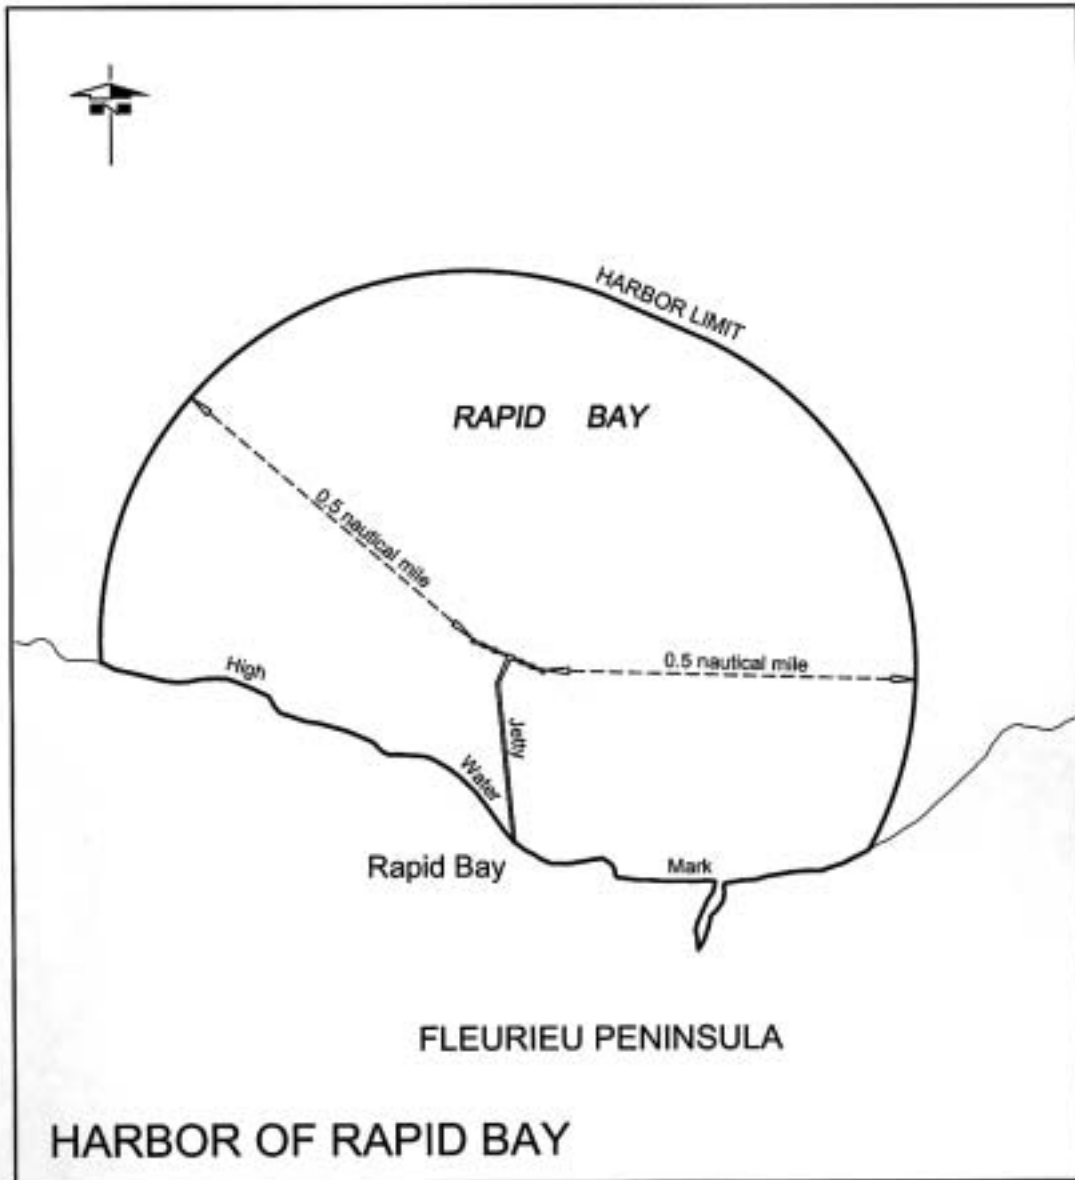 N
HARBOR LIMIT
RAPID BAY
0.5 nautical mile
0.5 nautical mile
High
Jetty
Water
Rapid Bay
Mark
FLEURIEU PENINSULA
HARBOR OF RAPID BAY